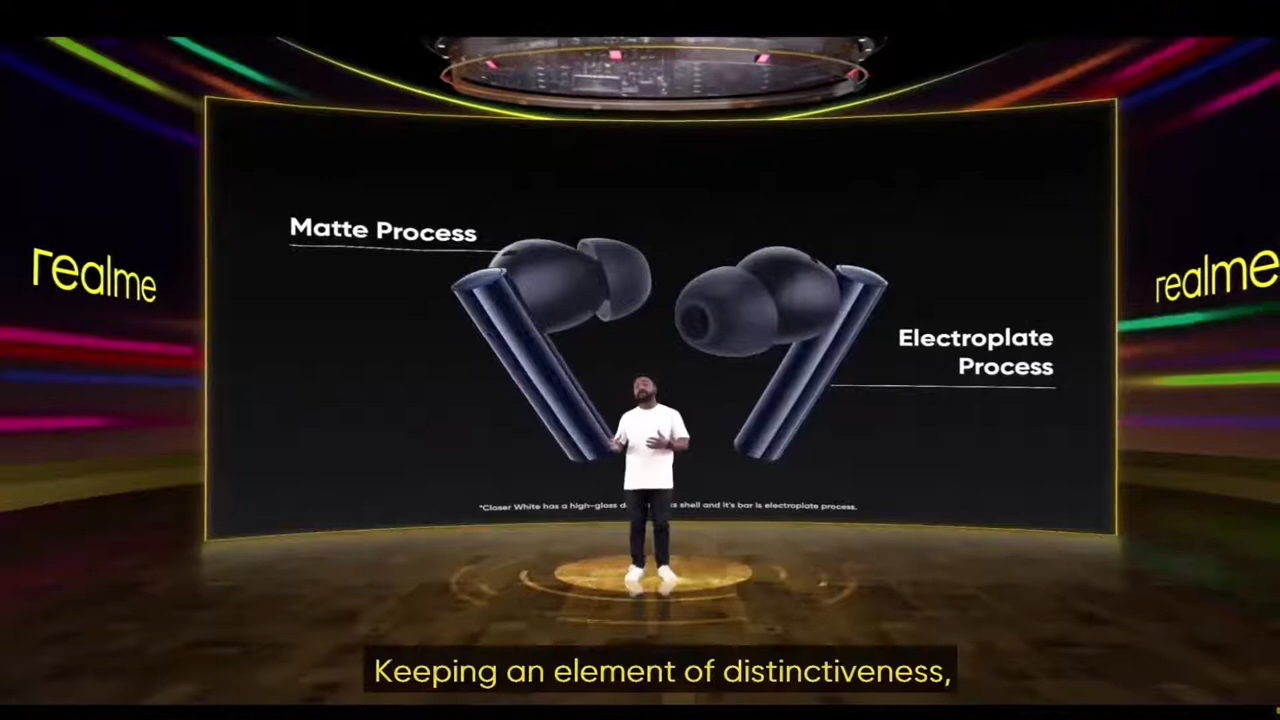 Matte Process
realme
realme
Electroplate
Process
*Closer White has a high-gloss shell and it's bar is electroplate process.
Keeping an element of distinctiveness,